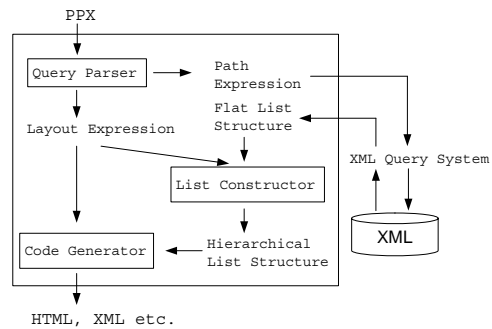 PPX
Query Parser
Path
Expression
Flat List
Structure
Layout Expression
XML Query System
List Constructor
XML
Code Generator
Hierarchical
List Structure
HTML, XML etc.